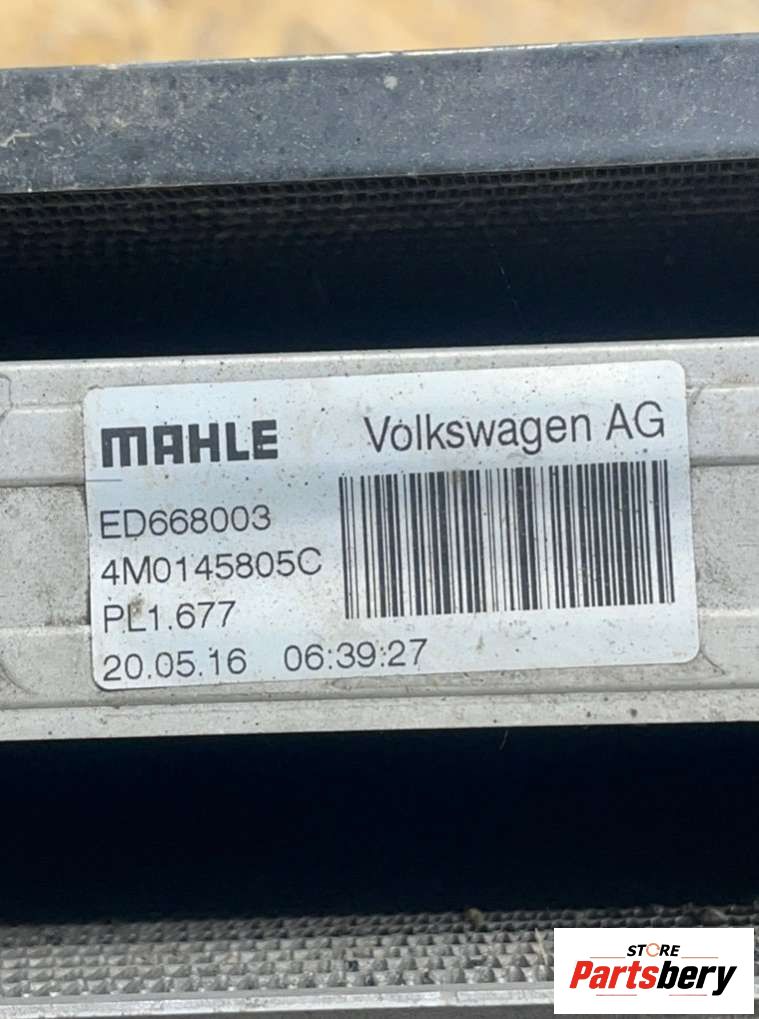 MAHLE Volkswagen AG
ED668003
4M0145805C
PL1.677
20.05.16 06:39:27
STORE
Partsbery